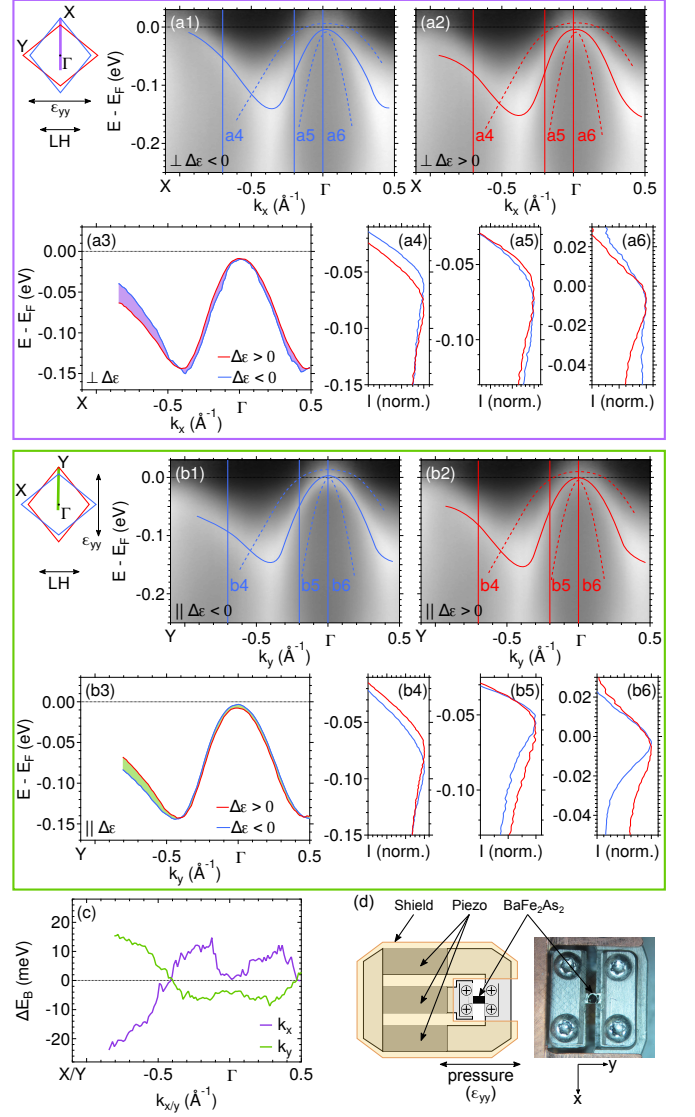 X
Y
Γ
ε_yy
LH
E - E_F (eV)
0.0
-0.1
-0.2
(a1)
a4
a5
a6
⊥ Δε < 0
X
-0.5
Γ
0.5
k_x (Å⁻¹)
(a2)
a4
a5
a6
⊥ Δε > 0
X
-0.5
Γ
0.5
k_x (Å⁻¹)
E - E_F (eV)
0.00
-0.05
-0.10
-0.15
(a3)
Δε > 0
Δε < 0
⊥ Δε
X
-0.5
Γ
0.5
k_x (Å⁻¹)
(a4)
-0.05
-0.10
-0.15
I (norm.)
(a5)
-0.05
-0.10
I (norm.)
(a6)
0.02
0.00
-0.02
-0.04
I (norm.)
Y
X
Γ
ε_yy
LH
E - E_F (eV)
0.0
-0.1
-0.2
(b1)
b4
b5
b6
|| Δε < 0
Y
-0.5
Γ
0.5
k_y (Å⁻¹)
(b2)
b4
b5
b6
|| Δε > 0
Y
-0.5
Γ
0.5
k_y (Å⁻¹)
E - E_F (eV)
0.00
-0.05
-0.10
-0.15
(b3)
Δε > 0
Δε < 0
|| Δε
Y
-0.5
Γ
0.5
k_y (Å⁻¹)
(b4)
-0.05
-0.10
-0.15
I (norm.)
(b5)
-0.05
-0.10
I (norm.)
(b6)
0.02
0.00
-0.02
-0.04
I (norm.)
(c)
ΔE_B (meV)
20
10
0
-10
-20
k_x
k_y
X/Y
-0.5
Γ
0.5
k_x/y (Å⁻¹)
(d)
Shield
Piezo
BaFe₂As₂
pressure
(ε_yy)
y
x